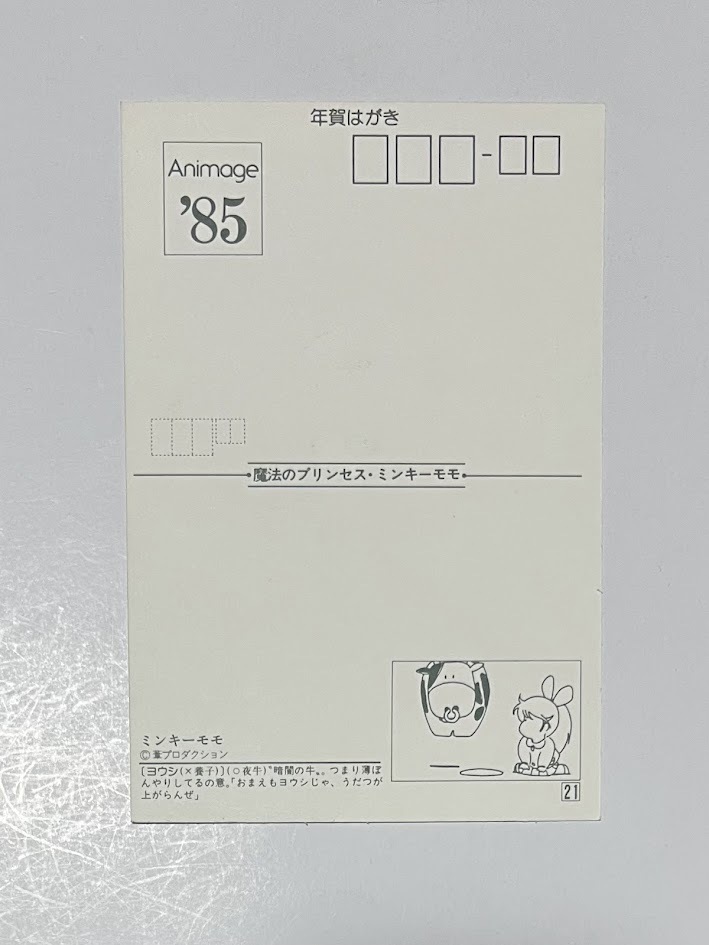 年賀はがき
Animage
'85
魔法のプリンセス・ミンキーモモ
ミンキーモモ
©葦プロダクション
〔ヨウシ(×養子)〕(○夜牛)〝暗闇の牛〟。つまり薄ぼ
んやりしてるの意。「おまえもヨウシじゃ、うだつが
上がらんぜ」
21